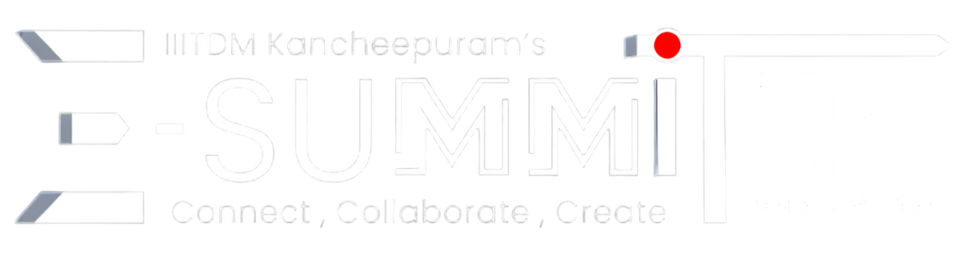 IIITDM Kancheepuram's
E-SUMMiT
Connect , Collaborate , Create